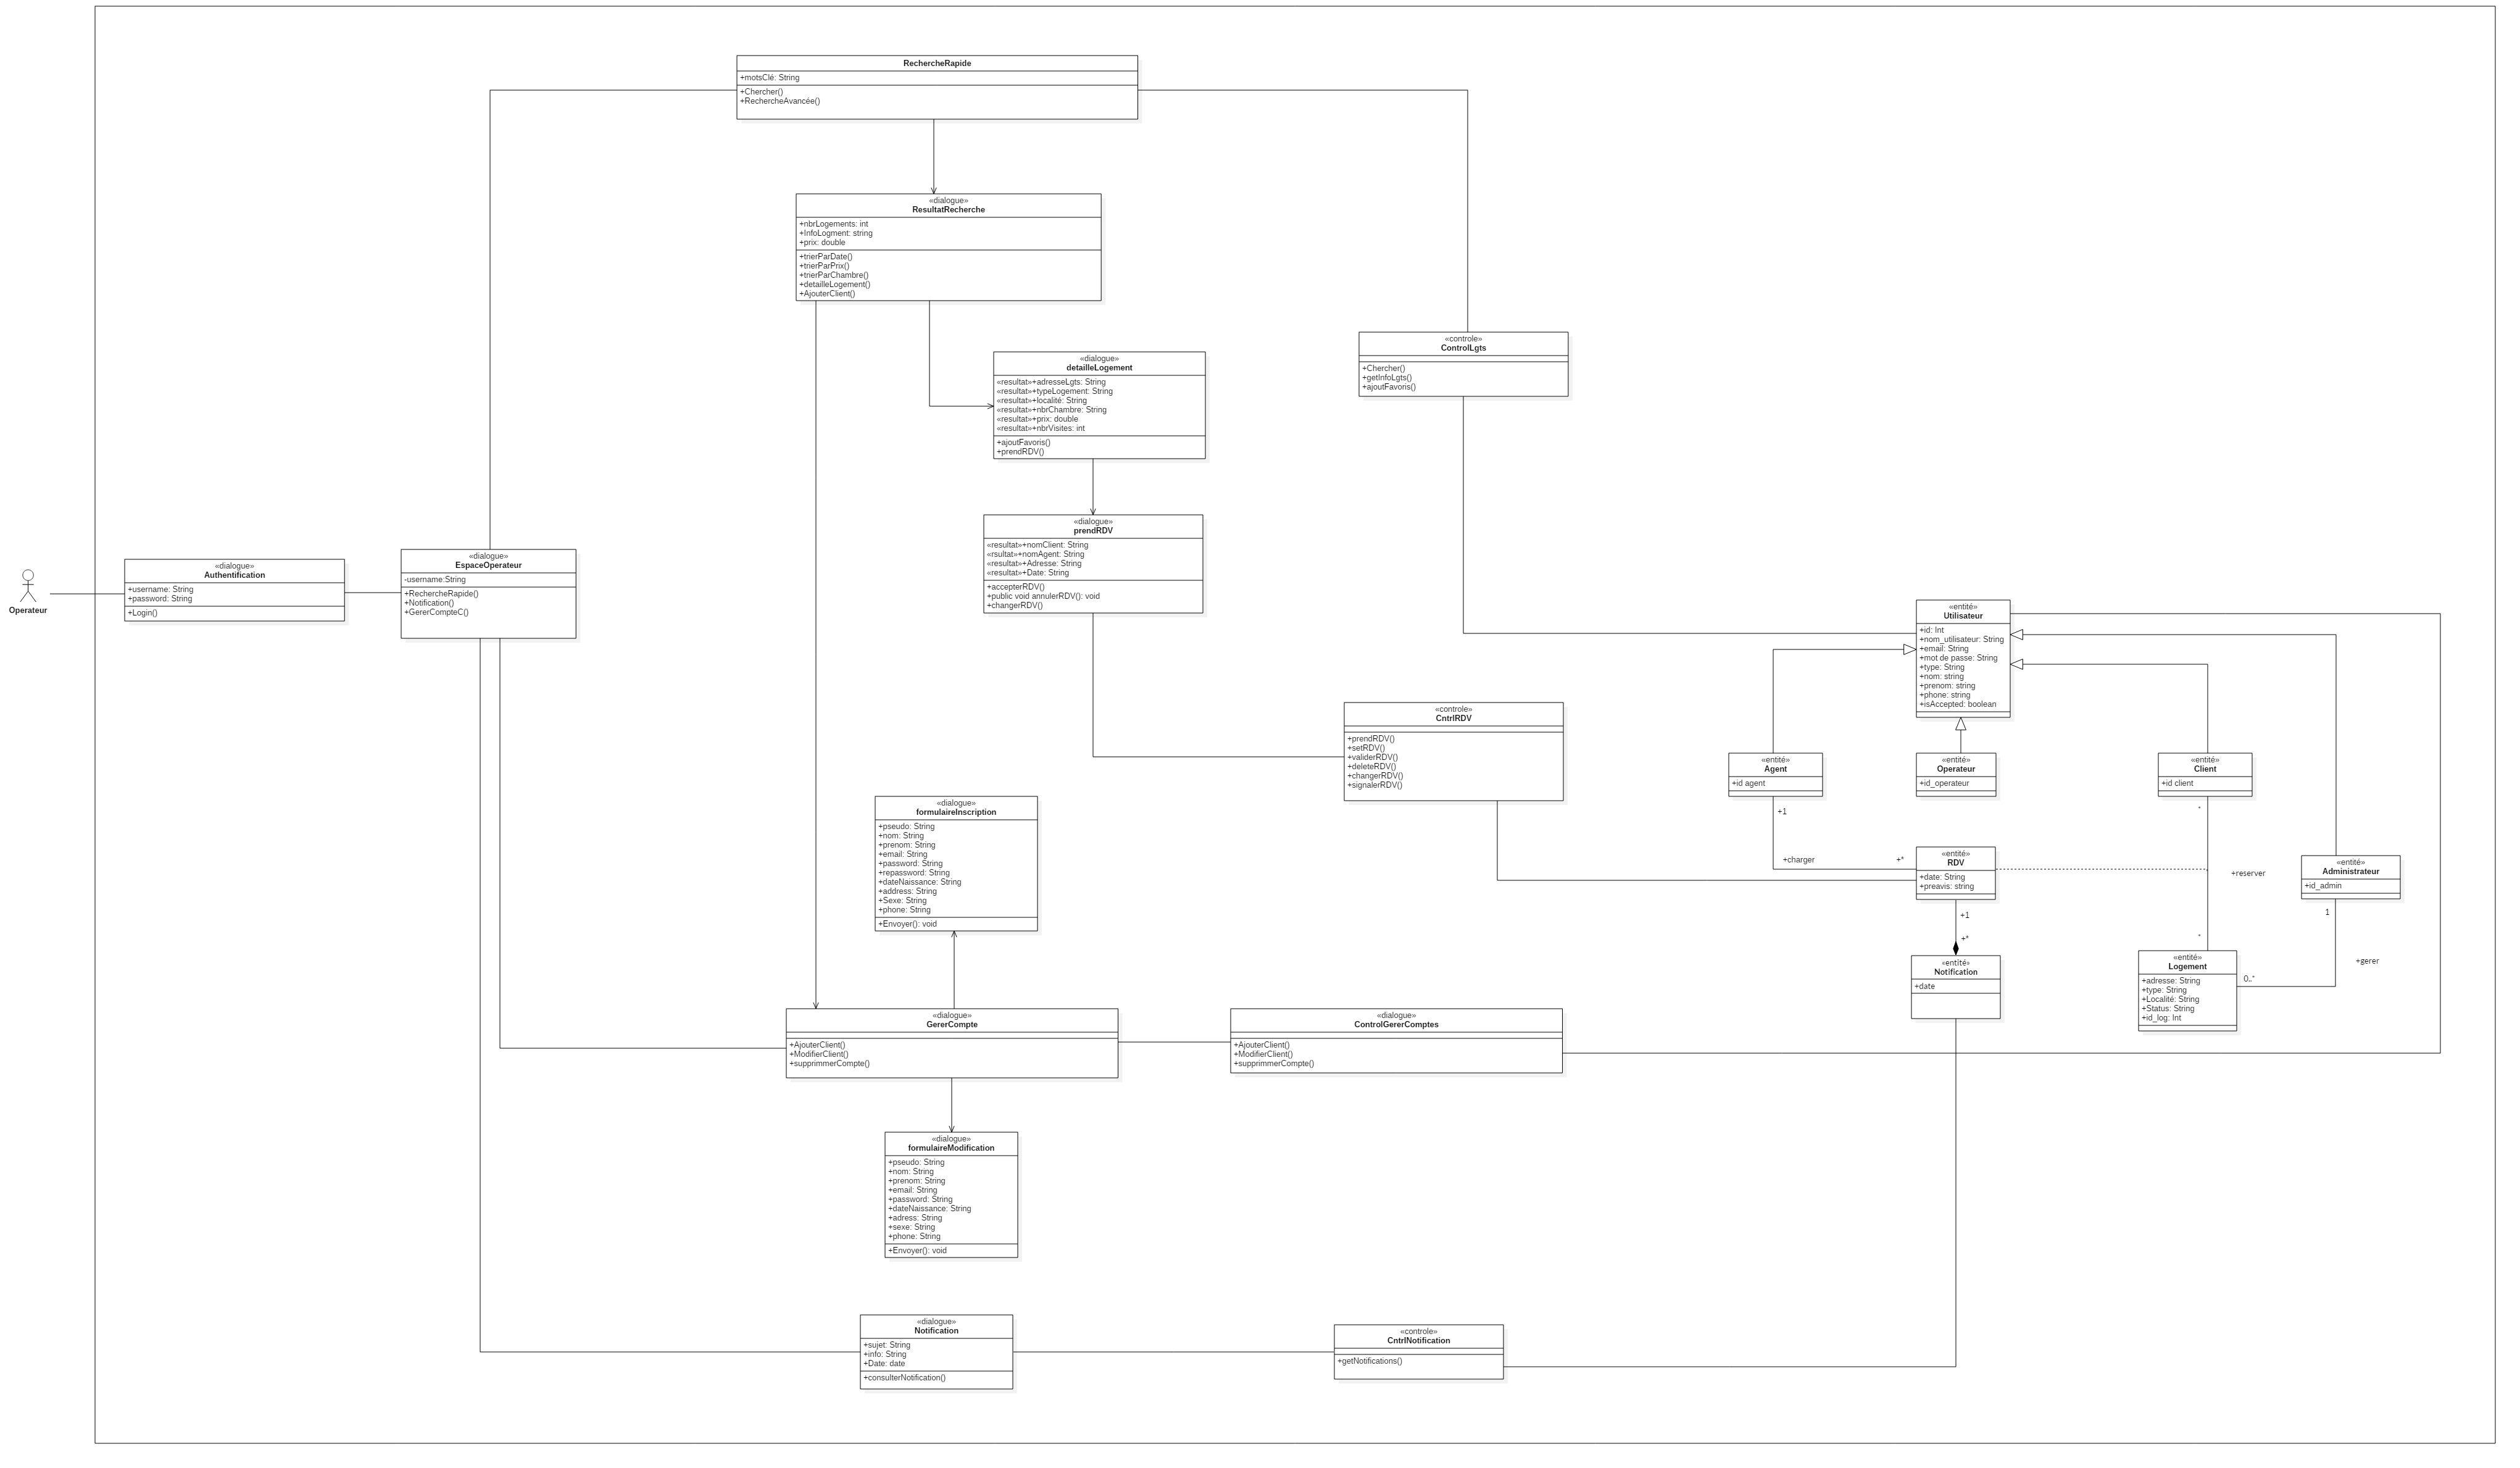 RechercheRapide
+motsClé: String
+Chercher()
+RechercheAvancée()
«dialogue»
ResultatRecherche
+nbrLogements: int
+InfoLogment: string
+prix: double
+trierParDate()
+trierParPrix()
+trierParChambre()
+detailleLogement()
+AjouterClient()
«dialogue»
detailleLogement
«resultat»+adresseLgts: String
«resultat»+typeLogement: String
«resultat»+localité: String
«resultat»+nbrChambre: String
«resultat»+prix: double
«resultat»+nbrVisites: int
+ajoutFavoris()
+prendRDV()
«controle»
ControlLgts
+Chercher()
+getInfoLgts()
+ajoutFavoris()
«dialogue»
prendRDV
«resultat»+nomClient: String
«rsultat»+nomAgent: String
«resultat»+Adresse: String
«resultat»+Date: String
+accepterRDV()
+public void annulerRDV(): void
+changerRDV()
Operateur
«dialogue»
Authentification
+username: String
+password: String
+Login()
«dialogue»
EspaceOperateur
-username:String
+RechercheRapide()
+Notification()
+GererCompteC()
«entité»
Utilisateur
+id: Int
+nom_utilisateur: String
+email: String
+mot de passe: String
+type: String
+nom: string
+prenom: string
+phone: string
+isAccepted: boolean
«controle»
CntrlRDV
+prendRDV()
+setRDV()
+validerRDV()
+deleteRDV()
+changerRDV()
+signalerRDV()
«entité»
Agent
+id agent
«entité»
Operateur
+id_operateur
«entité»
Client
+id client
«dialogue»
formulaireInscription
+pseudo: String
+nom: String
+prenom: String
+email: String
+password: String
+repassword: String
+dateNaissance: String
+address: String
+Sexe: String
+phone: String
+Envoyer(): void
+1
+charger
+*
*
«entité»
RDV
+date: String
+preavis: string
+reserver
«entité»
Administrateur
+id_admin
+1
+*
*
1
+gerer
0..*
«entité»
Notification
+date
«entité»
Logement
+adresse: String
+type: String
+Localité: String
+Status: String
+id_log: Int
«dialogue»
GererCompte
+AjouterClient()
+ModifierClient()
+supprimmerCompte()
«dialogue»
ControlGererComptes
+AjouterClient()
+ModifierClient()
+supprimmerCompte()
«dialogue»
formulaireModification
+pseudo: String
+nom: String
+prenom: String
+email: String
+password: String
+dateNaissance: String
+adress: String
+sexe: String
+phone: String
+Envoyer(): void
«dialogue»
Notification
+sujet: String
+info: String
+Date: date
+consulterNotification()
«controle»
CntrlNotification
+getNotifications()